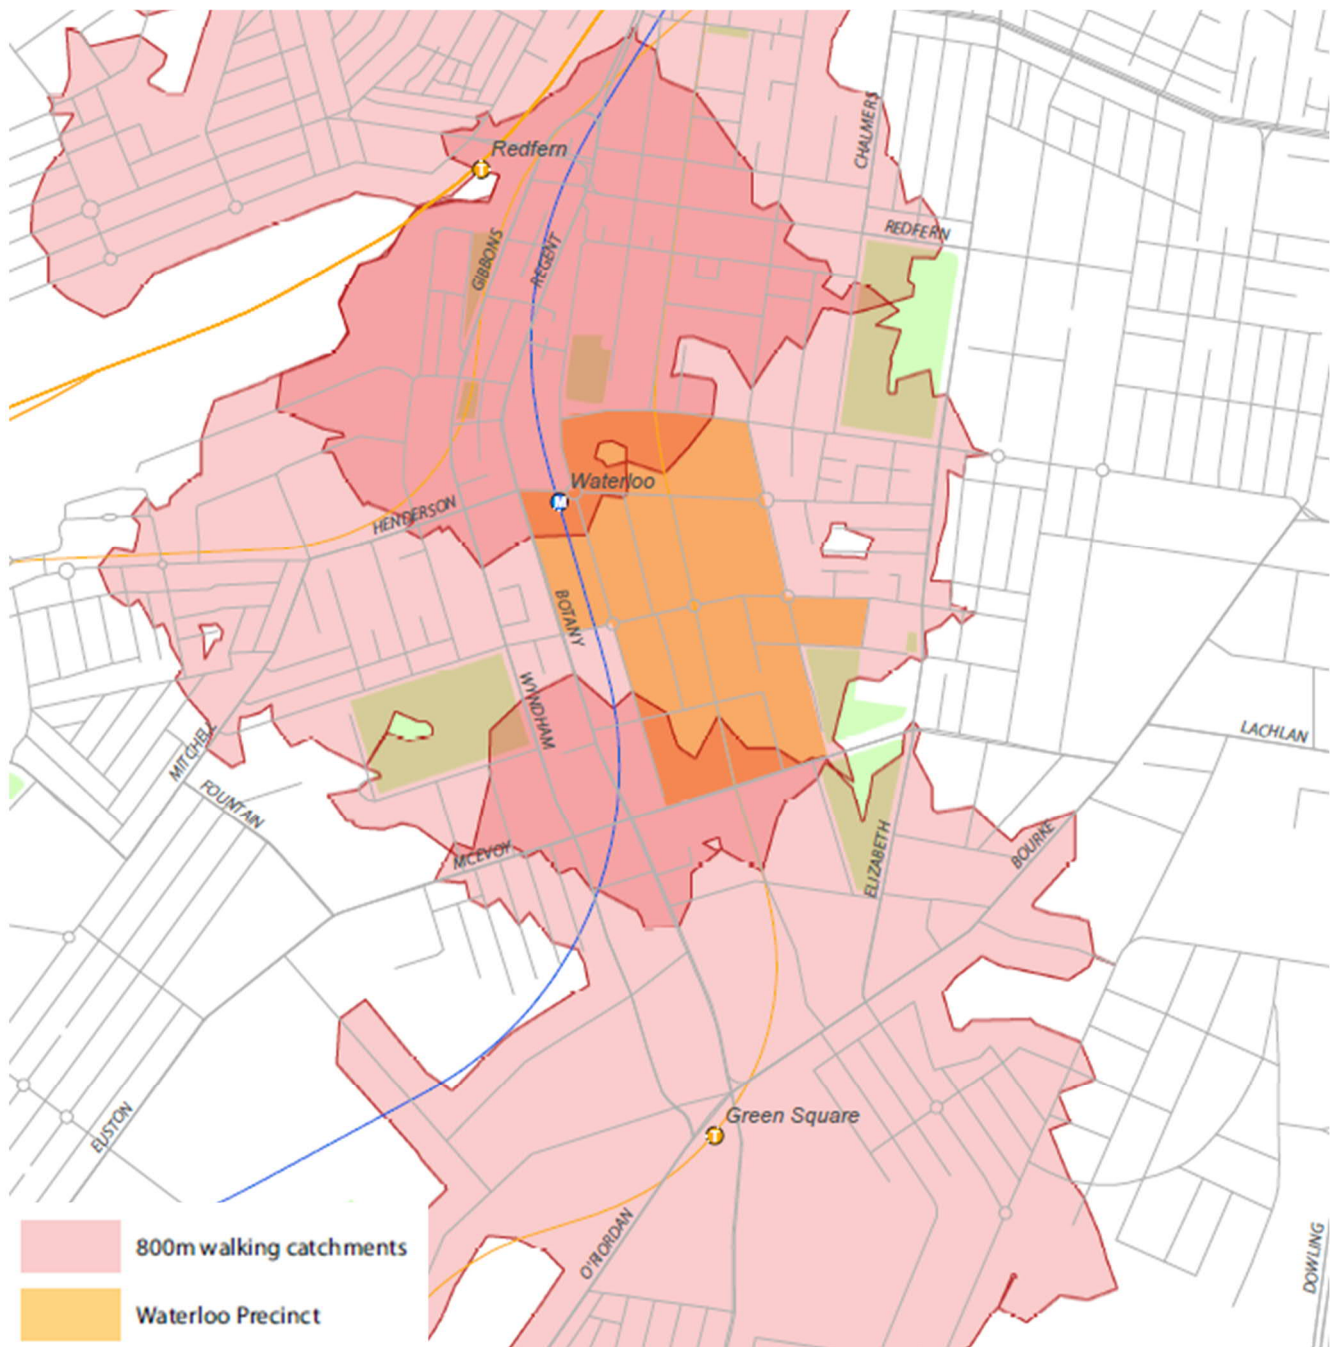 CHALMERS
Redfern
REDFERN
GIBBONS
REGENT
Waterloo
HENDERSON
BOTANY
WYNDHAM
MITCHELL
LACHLAN
FOUNTAIN
MCEVOY
ELIZABETH
BOURKE
Green Square
EUSTON
O'RIORDAN
DOWLING
800m walking catchments
Waterloo Precinct
T
M
T